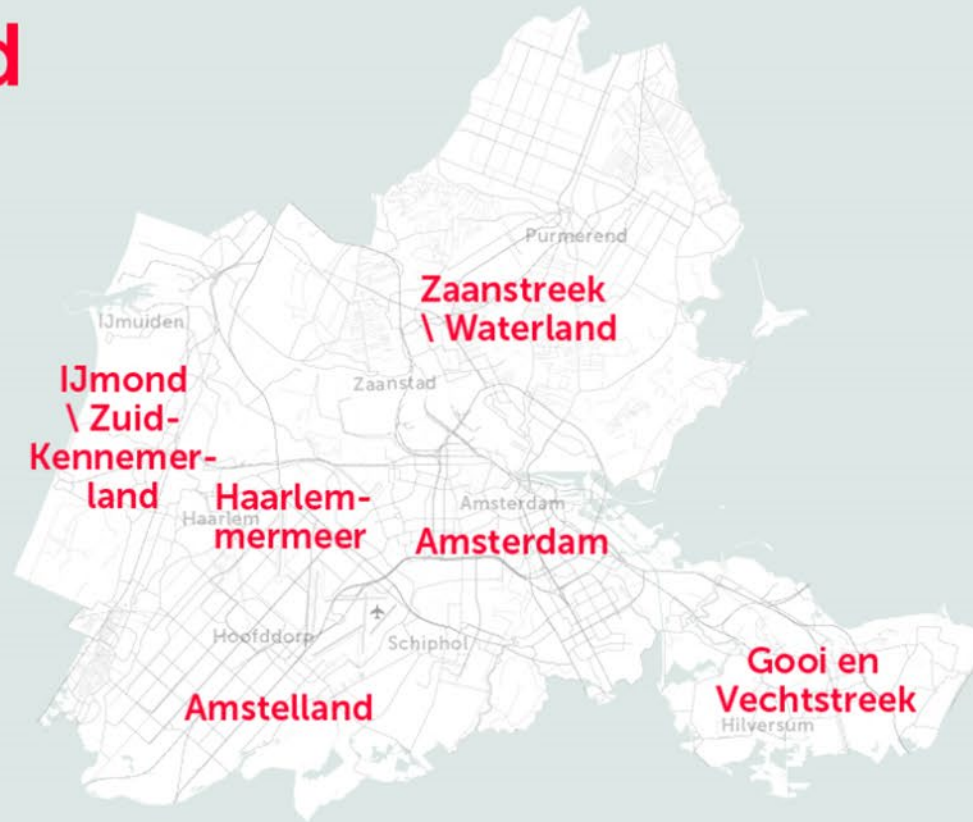 d
Purmerend
Zaanstreek
\ Waterland
IJmuiden
IJmond
\ Zuid-
Kennemer-
land
Zaanstad
Haarlem-
mermeer
Haarlem
Amsterdam
Amsterdam
Hoofddorp
Schiphol
Gooi en
Vechtstreek
Hilversum
Amstelland